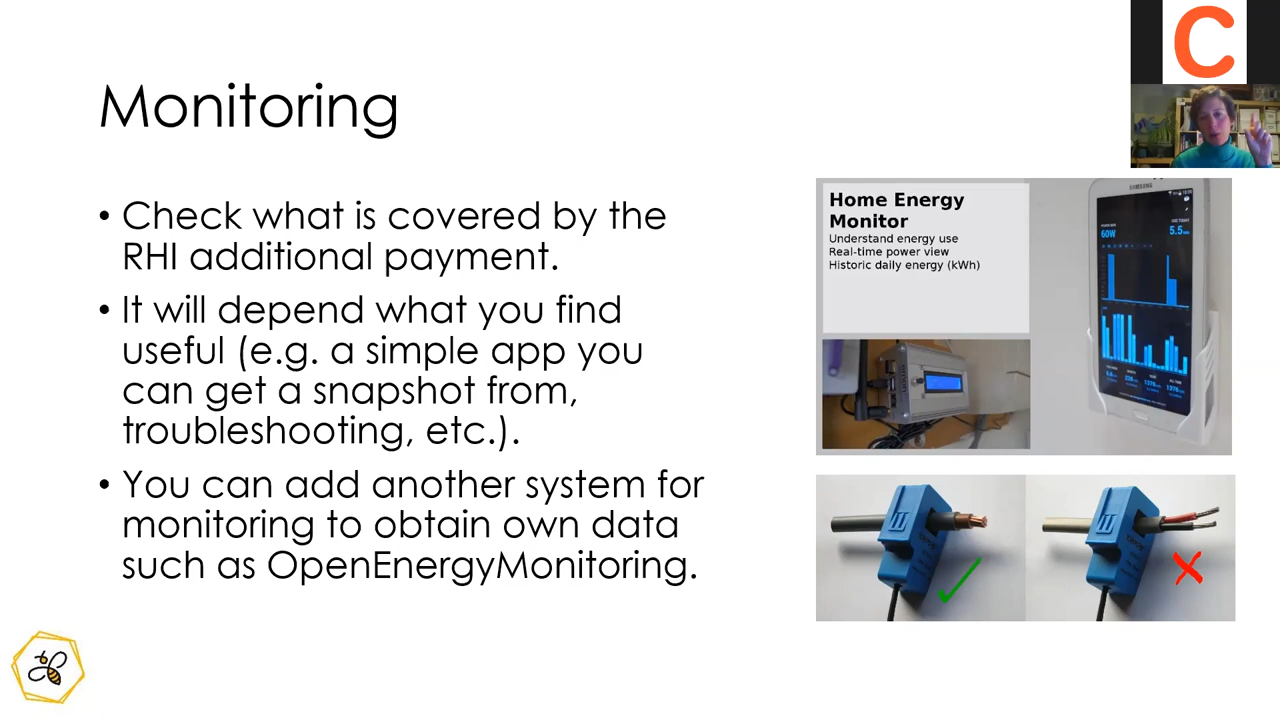 C
Monitoring
• Check what is covered by the
RHI additional payment.
• It will depend what you find
useful (e.g. a simple app you
can get a snapshot from,
troubleshooting, etc.).
• You can add another system for
monitoring to obtain own data
such as OpenEnergyMonitoring.
Home Energy
Monitor
Understand energy use
Real-time power view
Historic daily energy (kWh)
SAMSUNG
60W
5.5